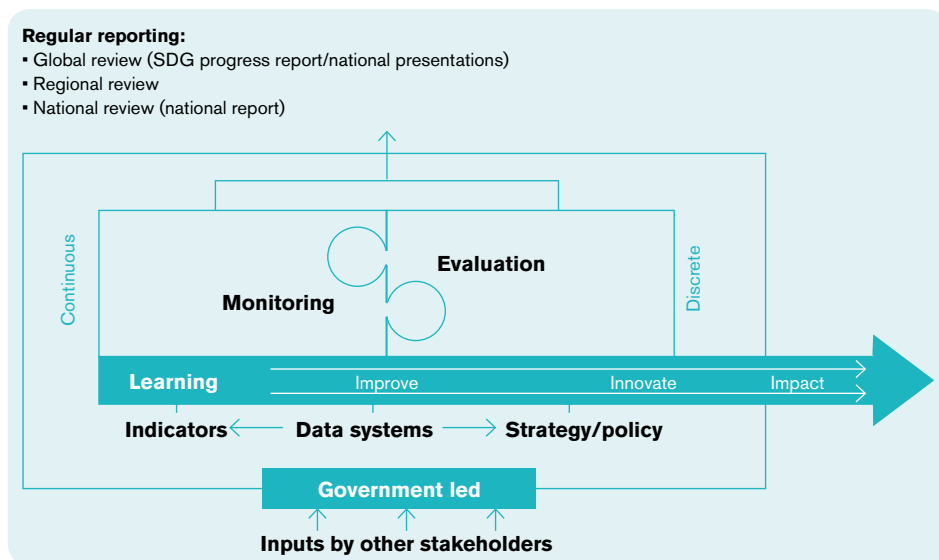 Regular reporting:
▪ Global review (SDG progress report/national presentations)
▪ Regional review
▪ National review (national report)
Continuous
Monitoring
Evaluation
Discrete
Learning
Improve
Innovate
Impact
Indicators
Data systems
Strategy/policy
Government led
Inputs by other stakeholders